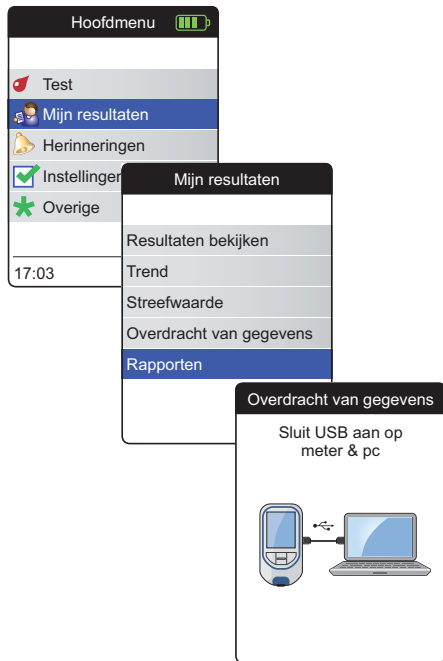 Hoofdmenu
Test
Mijn resultaten
Herinneringen
Instellingen
Overige
17:03
Mijn resultaten
Resultaten bekijken
Trend
Streefwaarde
Overdracht van gegevens
Rapporten
Overdracht van gegevens
Sluit USB aan op
meter & pc